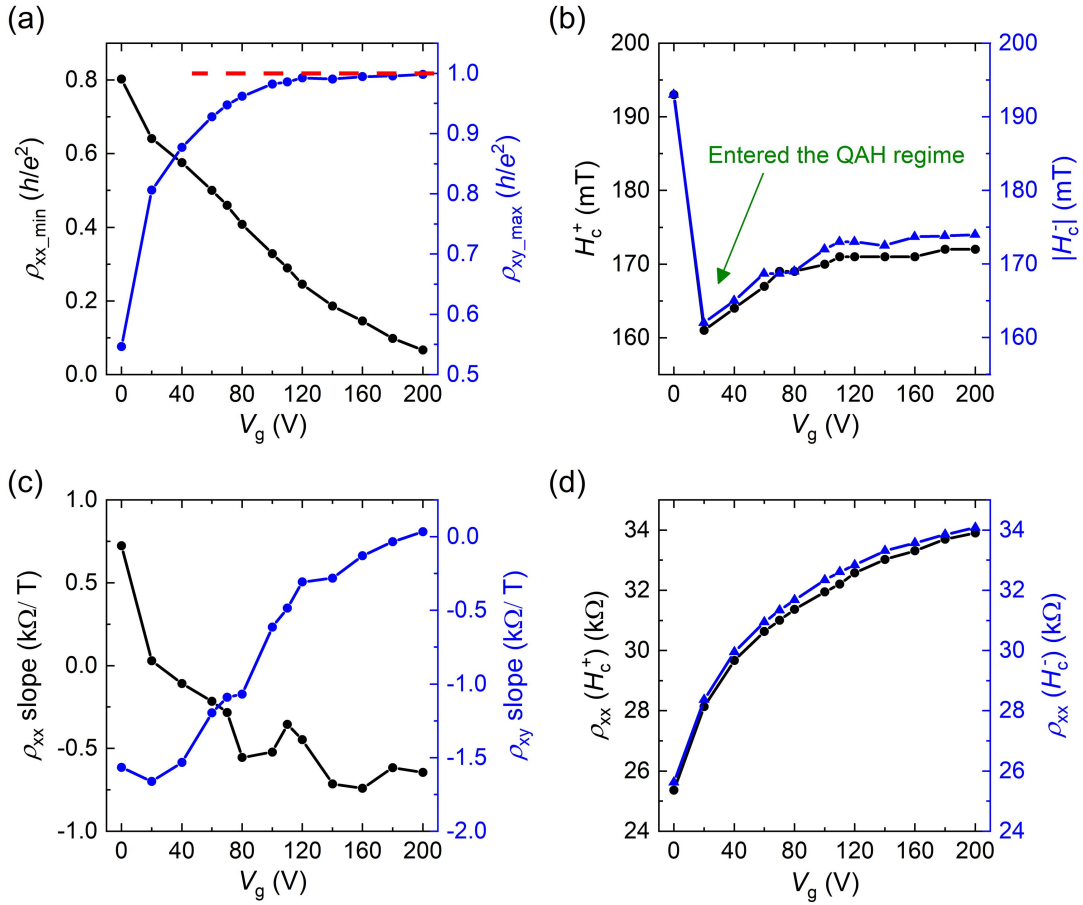 (a)
0.8
0.6
0.4
0.2
0.0
ρxx_min (h/e²)
1.0
0.9
0.8
0.7
0.6
0.5
ρxy_max (h/e²)
0 40 80 120 160 200
Vg (V)
(b)
200
190
180
170
160
Hc⁺ (mT)
Entered the QAH regime
200
190
180
170
160
|Hc⁻| (mT)
0 40 80 120 160 200
Vg (V)
(c)
1.0
0.5
0.0
-0.5
-1.0
ρxx slope (kΩ/ T)
0.0
-0.5
-1.0
-1.5
-2.0
ρxy slope (kΩ/ T)
0 40 80 120 160 200
Vg (V)
(d)
34
32
30
28
26
24
ρxx (Hc⁺) (kΩ)
34
32
30
28
26
24
ρxx (Hc⁻) (kΩ)
0 40 80 120 160 200
Vg (V)